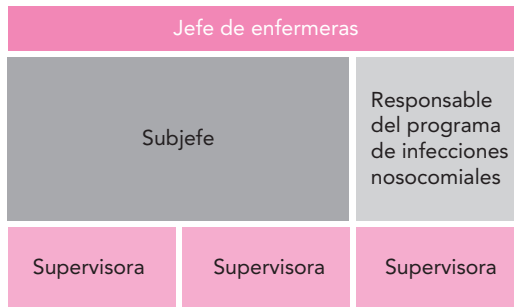 Jefe de enfermeras
Subjefe
Responsable
del programa
de infecciones
nosocomiales
Supervisora
Supervisora
Supervisora